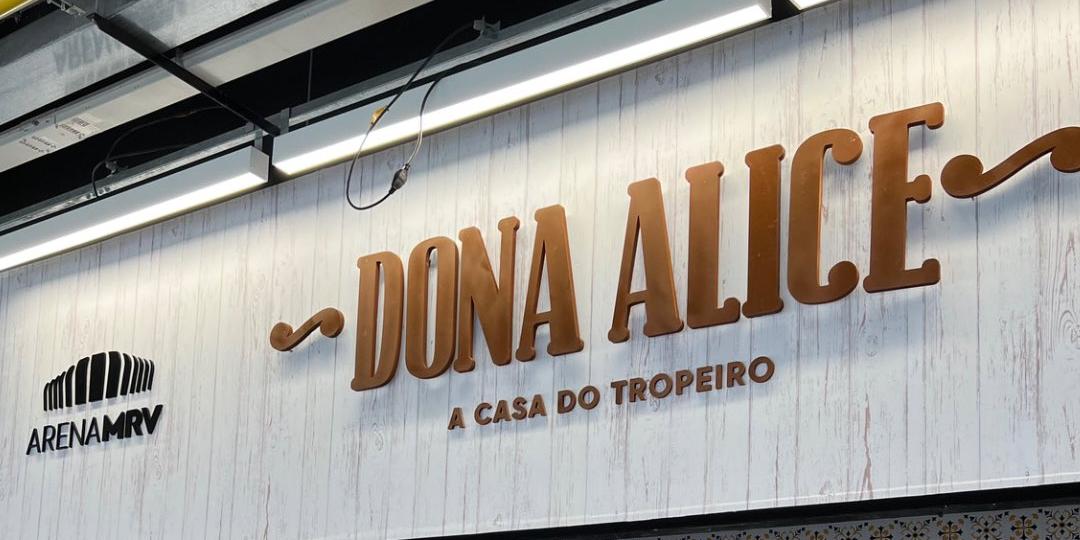 DONA ALICE
A CASA DO TROPEIRO
ARENAMRV